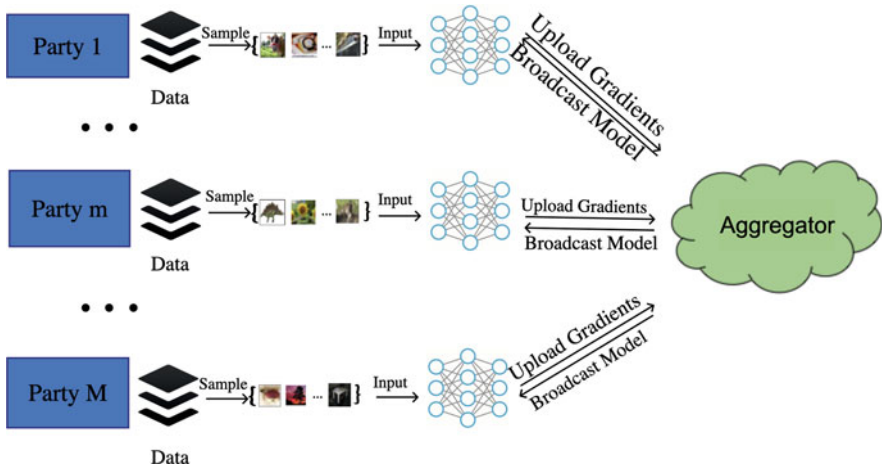 Party 1
Sample
{ ... }
Input
Upload Gradients
Broadcast Model
Data
• • •
Party m
Sample
{ ... }
Input
Upload Gradients
Broadcast Model
Aggregator
Data
• • •
Party M
Sample
{ ... }
Input
Upload Gradients
Broadcast Model
Data